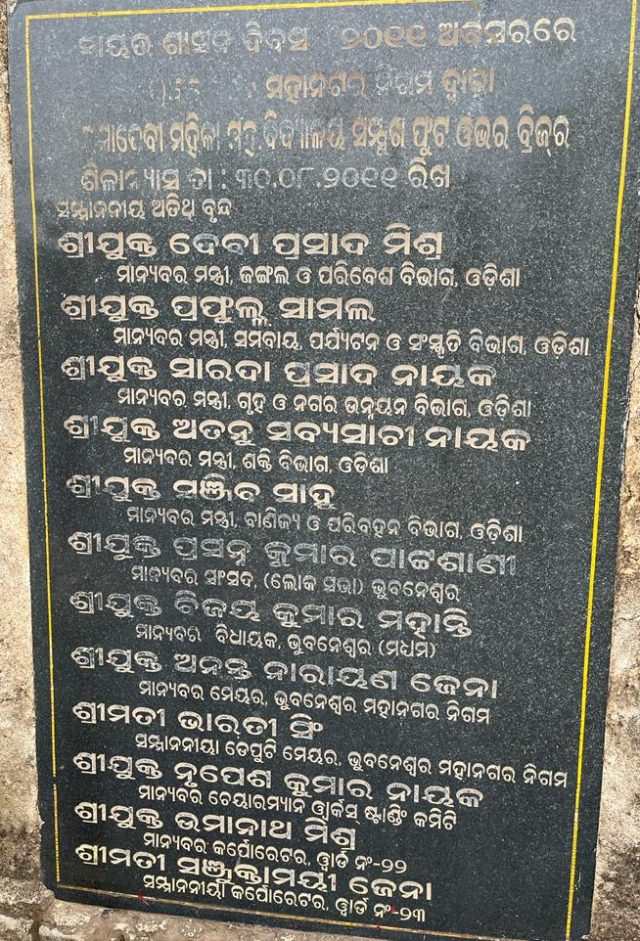 ସ୍ୱାୟତ୍ତ ଶାସନ ଦିବସ ୨୦୧୧ ଅବସରରେ
ମହାନଗର ନିଗମ ଦ୍ୱାରା
ରମାଦେବୀ ମହିଳା ମହାବିଦ୍ୟାଳୟ ସମ୍ମୁଖ ଫୁଟ ଓଭର ବ୍ରିଜ୍‌ର
ଶିଳାନ୍ୟାସ ତା : ୩୦.୦୮.୨୦୧୧ ରିଖ
ସମ୍ମାନନୀୟ ଅତିଥି ବୃନ୍ଦ
ଶ୍ରୀଯୁକ୍ତ ଦେବୀ ପ୍ରସାଦ ମିଶ୍ର
ମାନ୍ୟବର ମନ୍ତ୍ରୀ, ଜଙ୍ଗଲ ଓ ପରିବେଶ ବିଭାଗ, ଓଡ଼ିଶା
ଶ୍ରୀଯୁକ୍ତ ପ୍ରଫୁଲ୍ଲ ସାମଲ
ମାନ୍ୟବର ମନ୍ତ୍ରୀ, ସମବାୟ, ପର୍ଯ୍ୟଟନ ଓ ସଂସ୍କୃତି ବିଭାଗ, ଓଡ଼ିଶା
ଶ୍ରୀଯୁକ୍ତ ସାରଦା ପ୍ରସାଦ ନାୟକ
ମାନ୍ୟବର ମନ୍ତ୍ରୀ, ଗୃହ ଓ ନଗର ଉନ୍ନୟନ ବିଭାଗ, ଓଡ଼ିଶା
ଶ୍ରୀଯୁକ୍ତ ଅତନୁ ସବ୍ୟସାଚୀ ନାୟକ
ମାନ୍ୟବର ମନ୍ତ୍ରୀ, ଶକ୍ତି ବିଭାଗ, ଓଡ଼ିଶା
ଶ୍ରୀଯୁକ୍ତ ସଞ୍ଜିବ ସାହୁ
ମାନ୍ୟବର ମନ୍ତ୍ରୀ, ବାଣିଜ୍ୟ ଓ ପରିବହନ ବିଭାଗ, ଓଡ଼ିଶା
ଶ୍ରୀଯୁକ୍ତ ପ୍ରସନ୍ନ କୁମାର ପାଟ୍ଟଶାଣୀ
ମାନ୍ୟବର ସାଂସଦ, (ଲୋକ ସଭା) ଭୁବନେଶ୍ୱର
ଶ୍ରୀଯୁକ୍ତ ବିଜୟ କୁମାର ମହାନ୍ତି
ମାନ୍ୟବର ବିଧାୟକ, ଭୁବନେଶ୍ୱର (ମଧ୍ୟମ)
ଶ୍ରୀଯୁକ୍ତ ଅନନ୍ତ ନାରାୟଣ ଜେନା
ମାନ୍ୟବର ମେୟର, ଭୁବନେଶ୍ୱର ମହାନଗର ନିଗମ
ଶ୍ରୀମତୀ ଭାରତୀ ସିଂ
ସମ୍ମାନନୀୟା ଡେପୁଟି ମେୟର, ଭୁବନେଶ୍ୱର ମହାନଗର ନିଗମ
ଶ୍ରୀଯୁକ୍ତ ନୃପେଶ କୁମାର ନାୟକ
ମାନ୍ୟବର ଚେୟାରମ୍ୟାନ ୱାର୍କସ୍ ଷ୍ଟାଣ୍ଡିଂ କମିଟି
ଶ୍ରୀଯୁକ୍ତ ଉମାନାଥ ମିଶ୍ର
ମାନ୍ୟବର କର୍ପୋରେଟର, ୱାର୍ଡ ନଂ-୨୨
ଶ୍ରୀମତୀ ସଞ୍ଜୁକ୍ତାମୟୀ ଜେନା
ସମ୍ମାନନୀୟା କର୍ପୋରେଟର, ୱାର୍ଡ ନଂ-୨୩